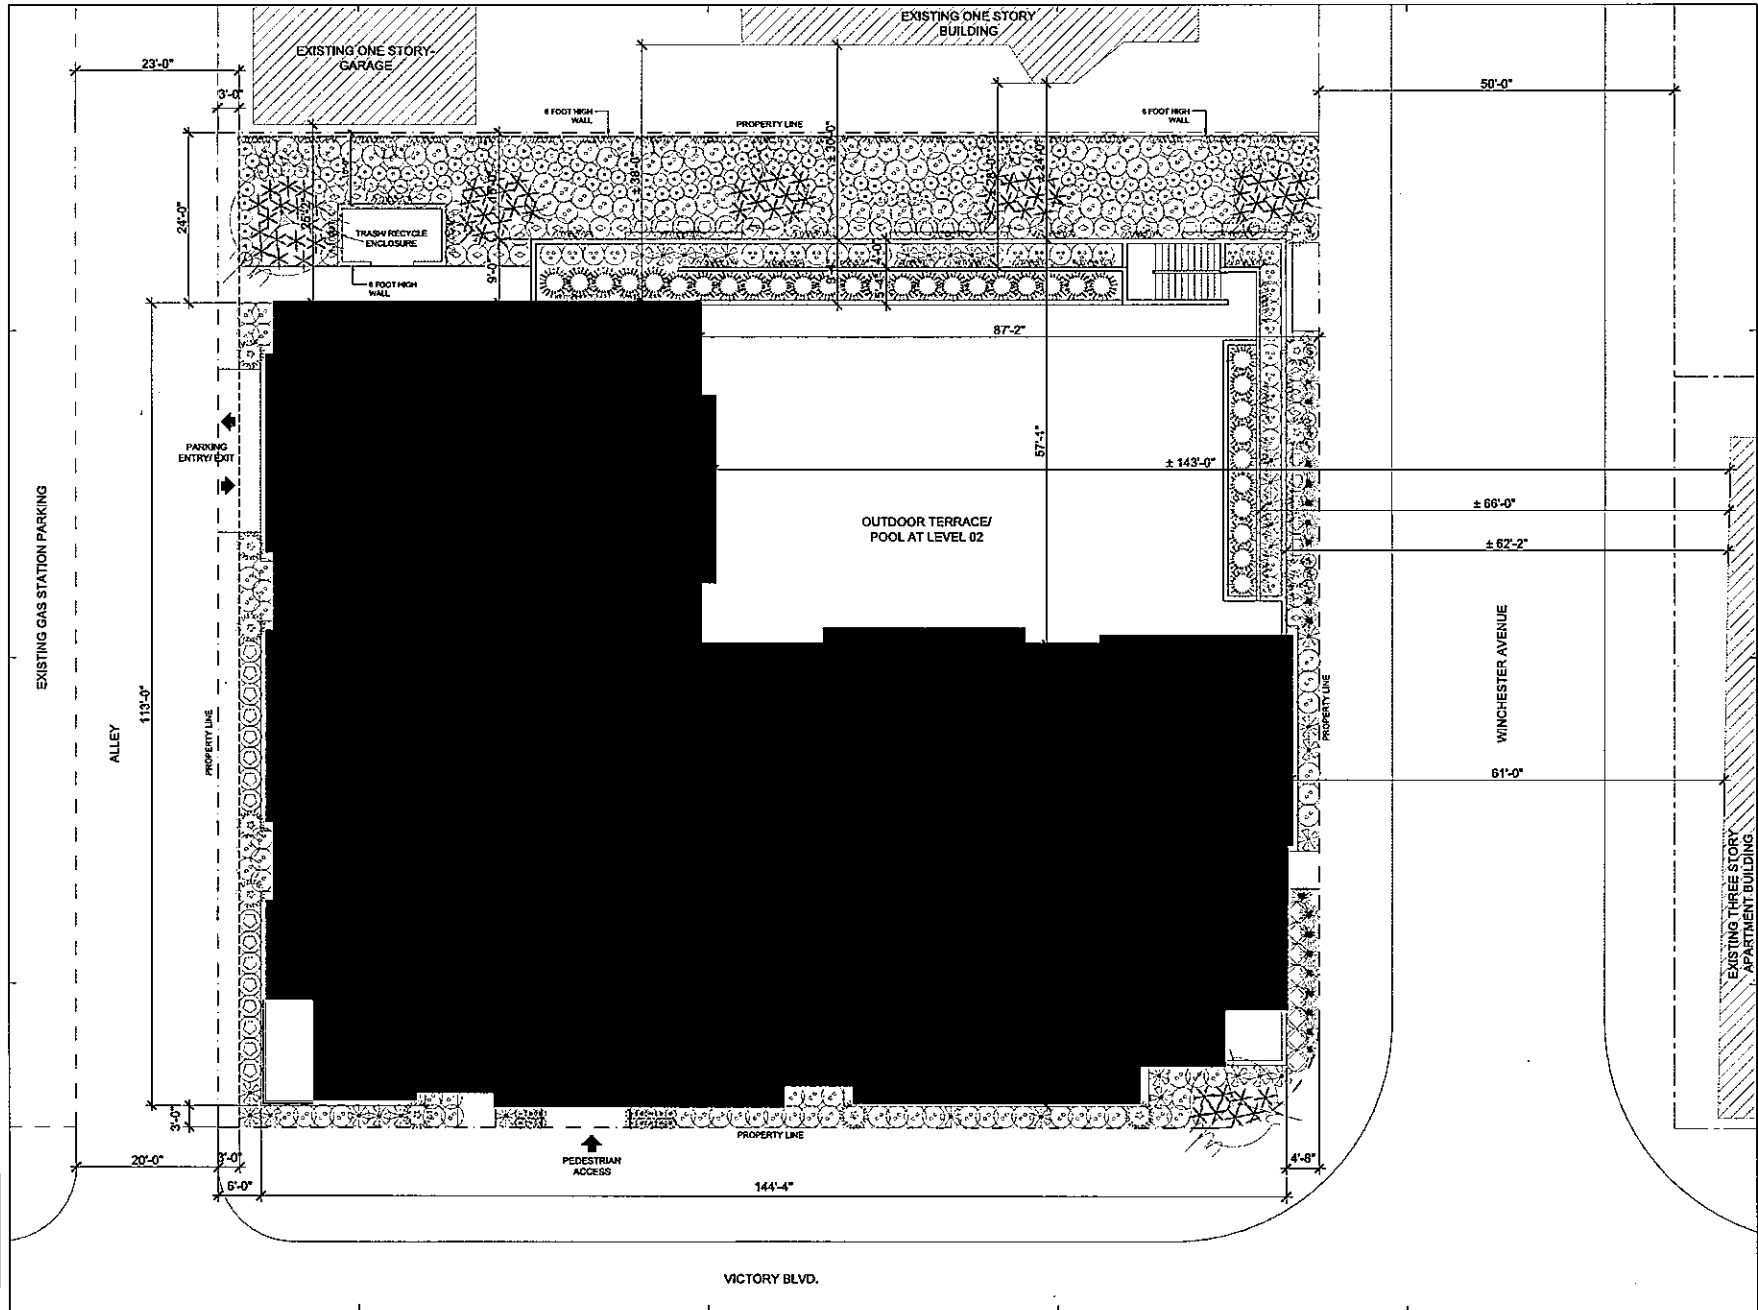 EXISTING ONE STORY
BUILDING
EXISTING ONE STORY-
GARAGE
23'-0"
3'-0"
50'-0"
6 FOOT HIGH
WALL
PROPERTY LINE
6 FOOT HIGH
WALL
24'-0"
± 38'-0"
± 30'-0"
± 24'-0"
TRASH/ RECYCLE
ENCLOSURE
9'-0"
6 FOOT HIGH
WALL
87'-2"
57'-1"
PARKING
ENTRY/ EXIT
± 143'-0"
± 66'-0"
± 62'-2"
OUTDOOR TERRACE/
POOL AT LEVEL 02
EXISTING GAS STATION PARKING
ALLEY
113'-0"
PROPERTY LINE
PROPERTY LINE
WINCHESTER AVENUE
61'-0"
EXISTING THREE STORY
APARTMENT BUILDING
3'-0"
PROPERTY LINE
PEDESTRIAN
ACCESS
20'-0"
3'-0"
6'-0"
144'-4"
4'-8"
VICTORY BLVD.